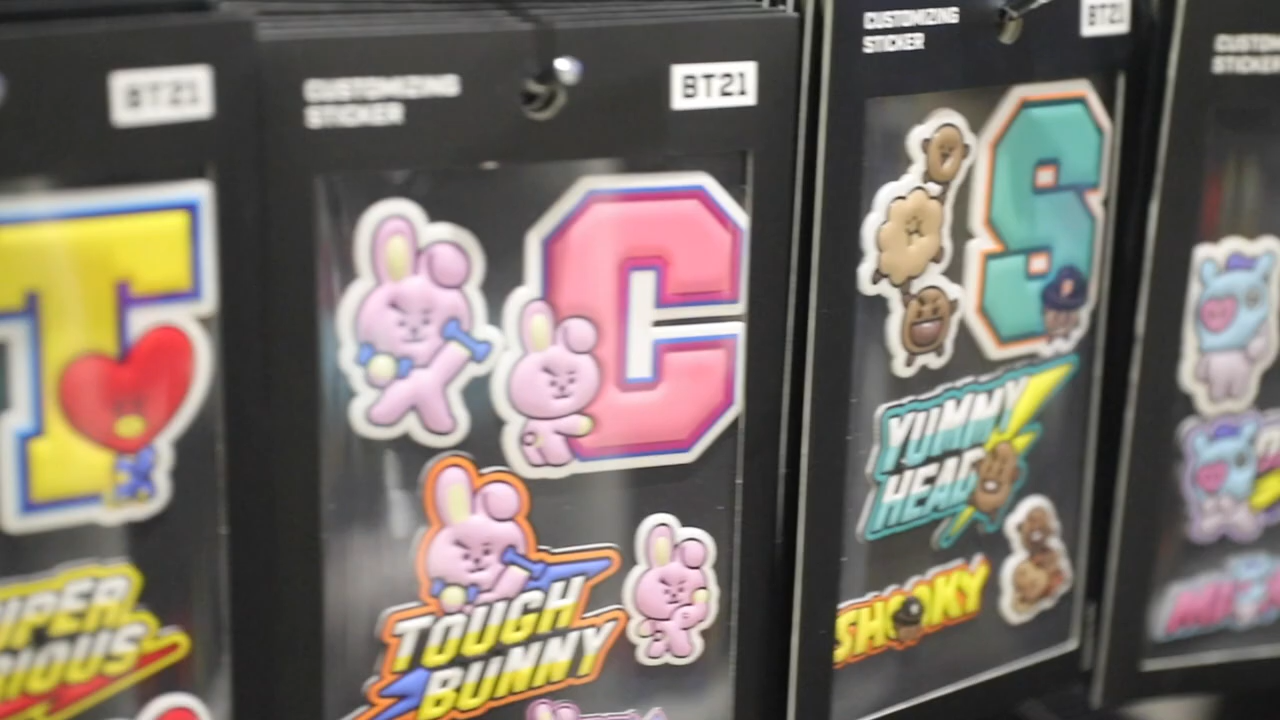 BT21
T
CUSTOMIZING
STICKER
BT21
C
TOUGH
BUNNY
CUSTOMIZING
STICKER
BT21
S
YUMMY
HEAD
SHOOKY